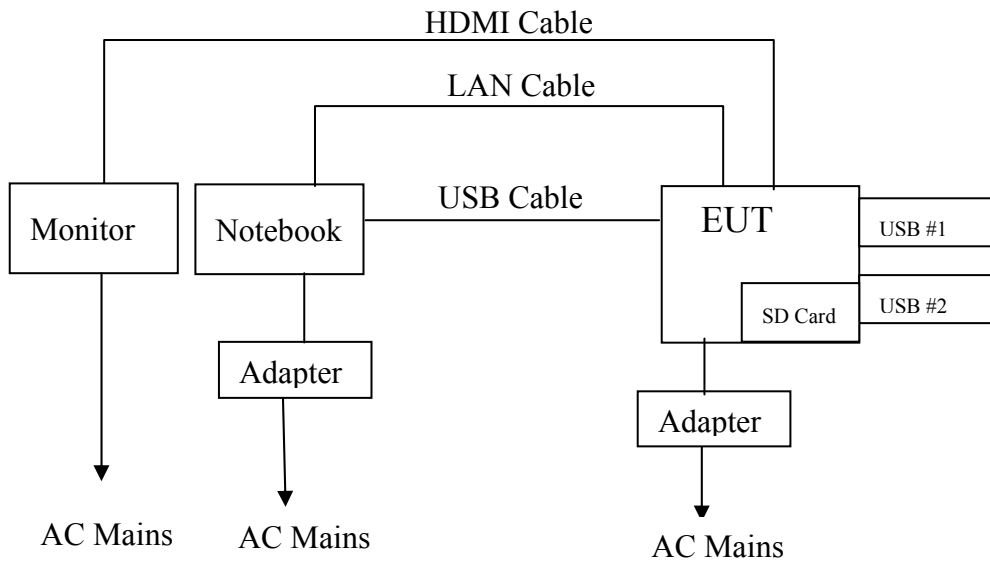 HDMI Cable
LAN Cable
USB Cable
Monitor
Notebook
EUT
USB #1
USB #2
SD Card
Adapter
Adapter
AC Mains
AC Mains
AC Mains